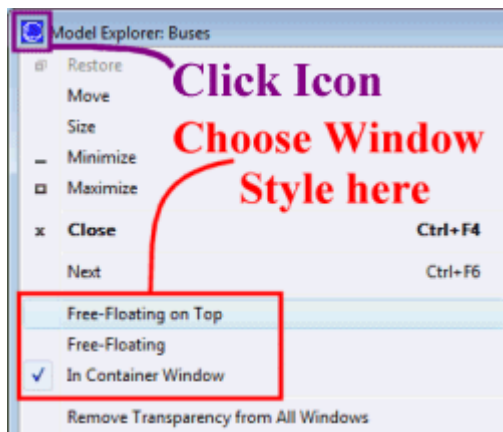 Model Explorer: Buses
Restore
Click Icon
Move
Size
Choose Window
Style here
Minimize
Maximize
x Close Ctrl+F4
Next Ctrl+F6
Free-Floating on Top
Free-Floating
In Container Window
Remove Transparency from All Windows